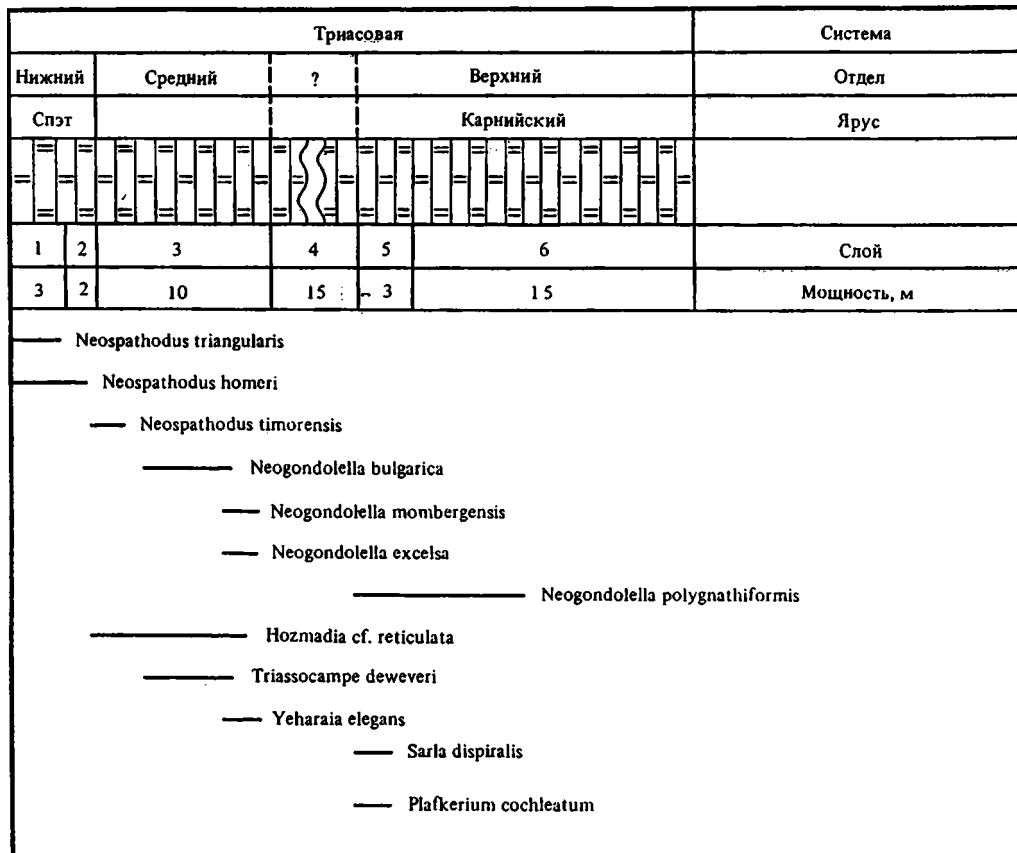 Триасовая Система
Нижний Средний ? Верхний Отдел
Спэт Карнийский Ярус
1 2 3 4 5 6 Слой
3 2 10 15 3 15 Мощность, м
Neospathodus triangularis
Neospathodus homeri
Neospathodus timorensis
Neogondolella bulgarica
Neogondolella mombergensis
Neogondolella excelsa
Neogondolella polygnathiformis
Hozmadia cf. reticulata
Triassocampe deweveri
Yeharaia elegans
Sarla dispiralis
Plafkerium cochleatum